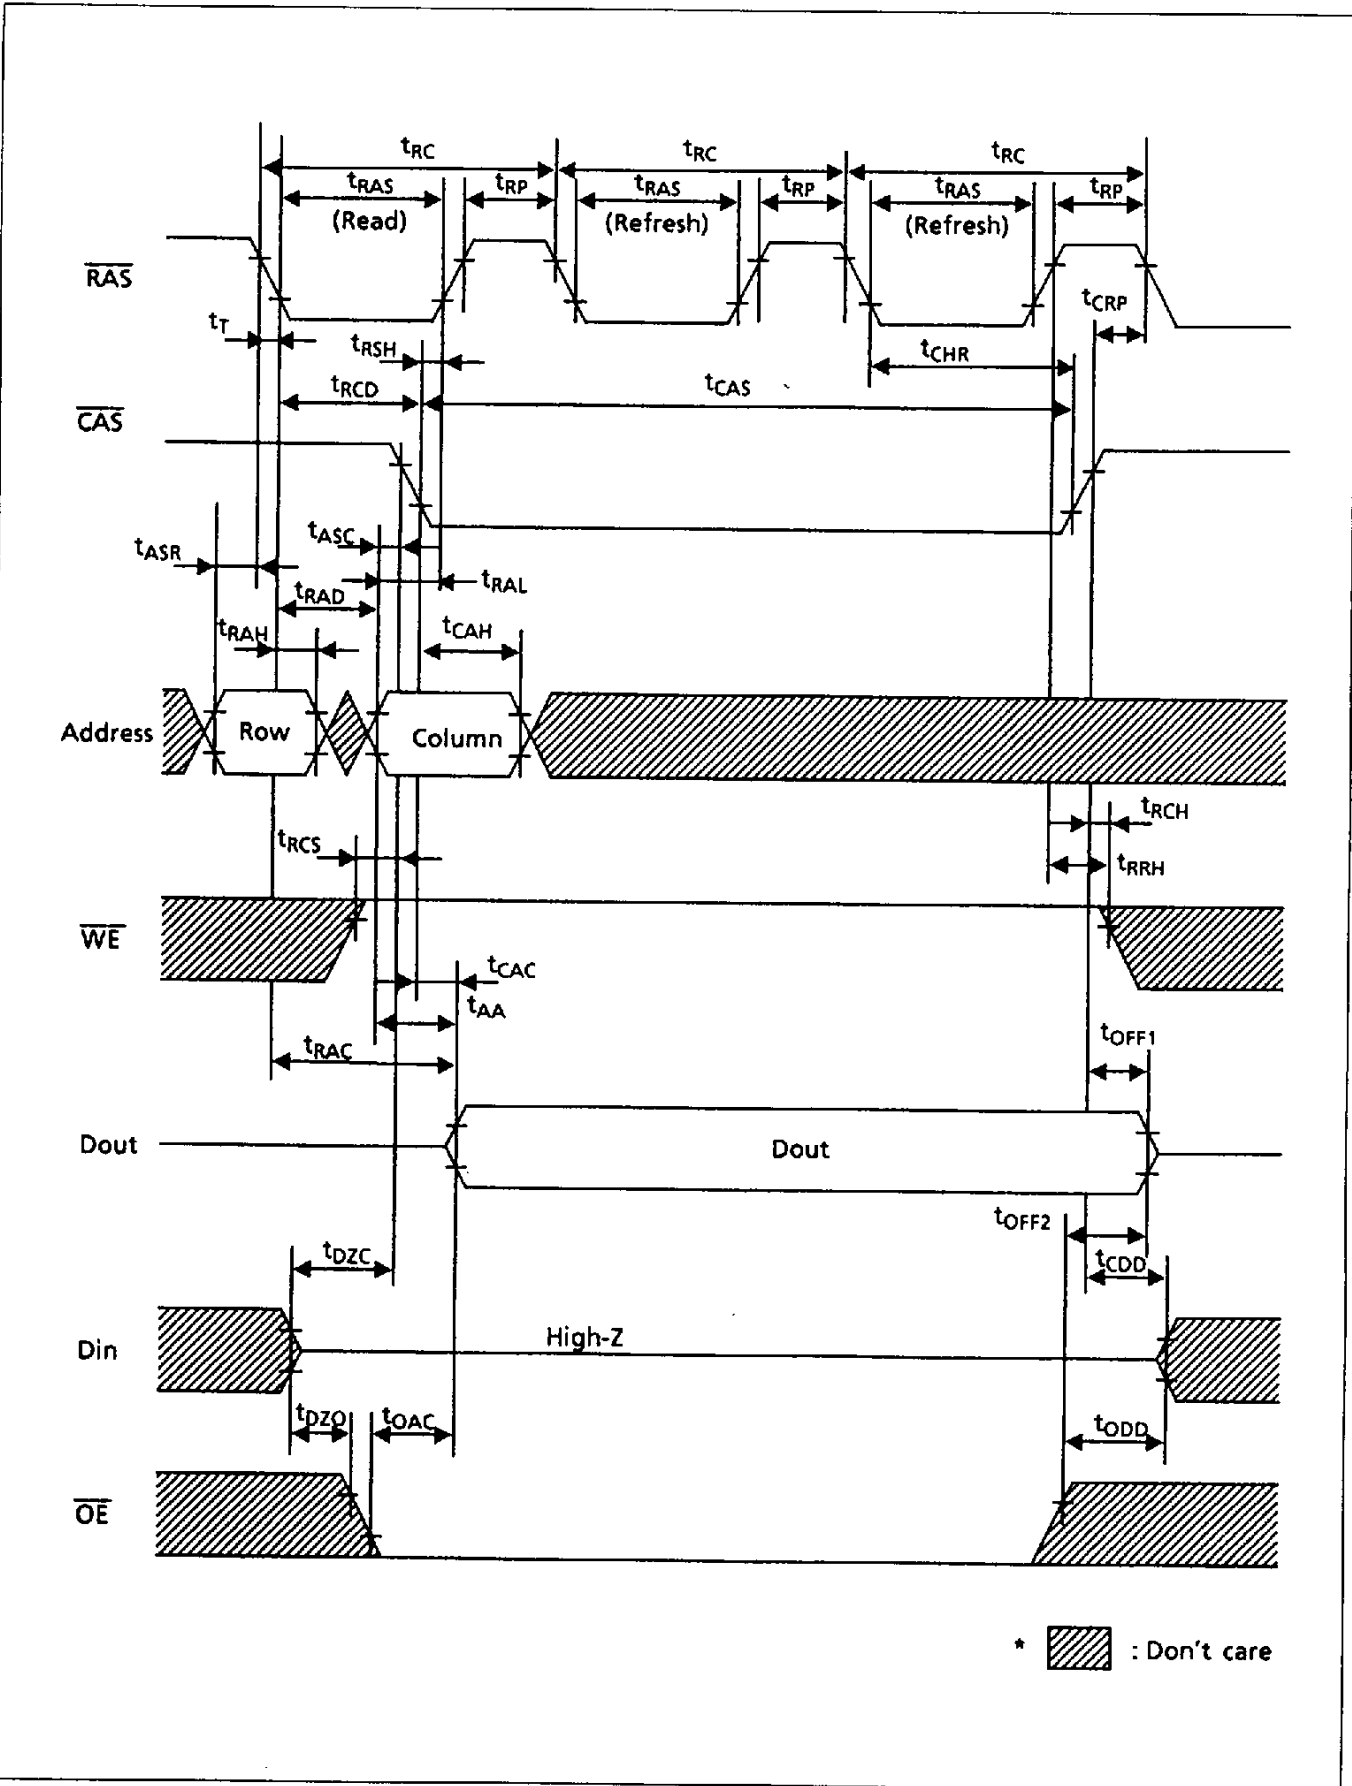 tRC tRC tRC
tRAS tRP tRAS tRP tRAS tRP
(Read) (Refresh) (Refresh)
RAS
tT
tCRP
tRSH
tCHR
tRCD
tCAS
CAS
tASC
tASR
tRAL
tRAD
tRAH
tCAH
Address Row Column
tRCH
tRCS
tRRH
WE
tCAC
tAA
tOFF1
tRAC
Dout Dout
tOFF2
tDZC
tCDD
Din High-Z
tDZO tOAC
tODD
OE
* : Don't care